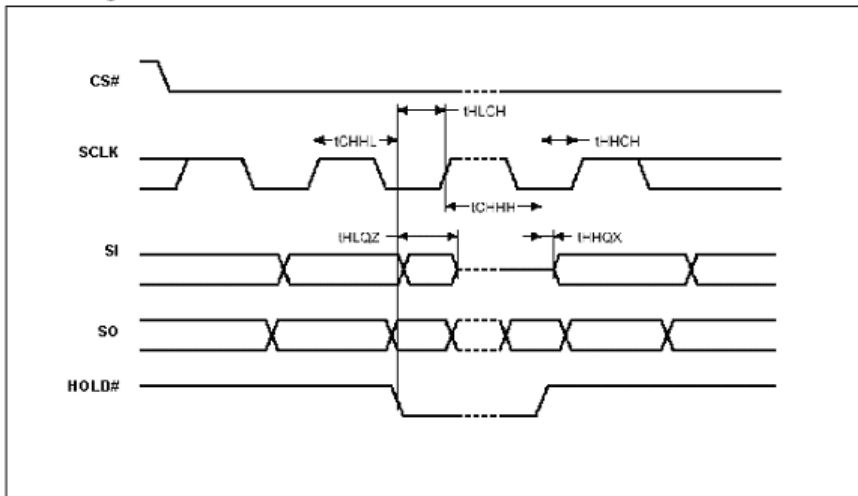 CS#
tHLCH
tCHHL
tHHCH
SCLK
tCHHH
tHLQZ
tHHQX
SI
SO
HOLD#